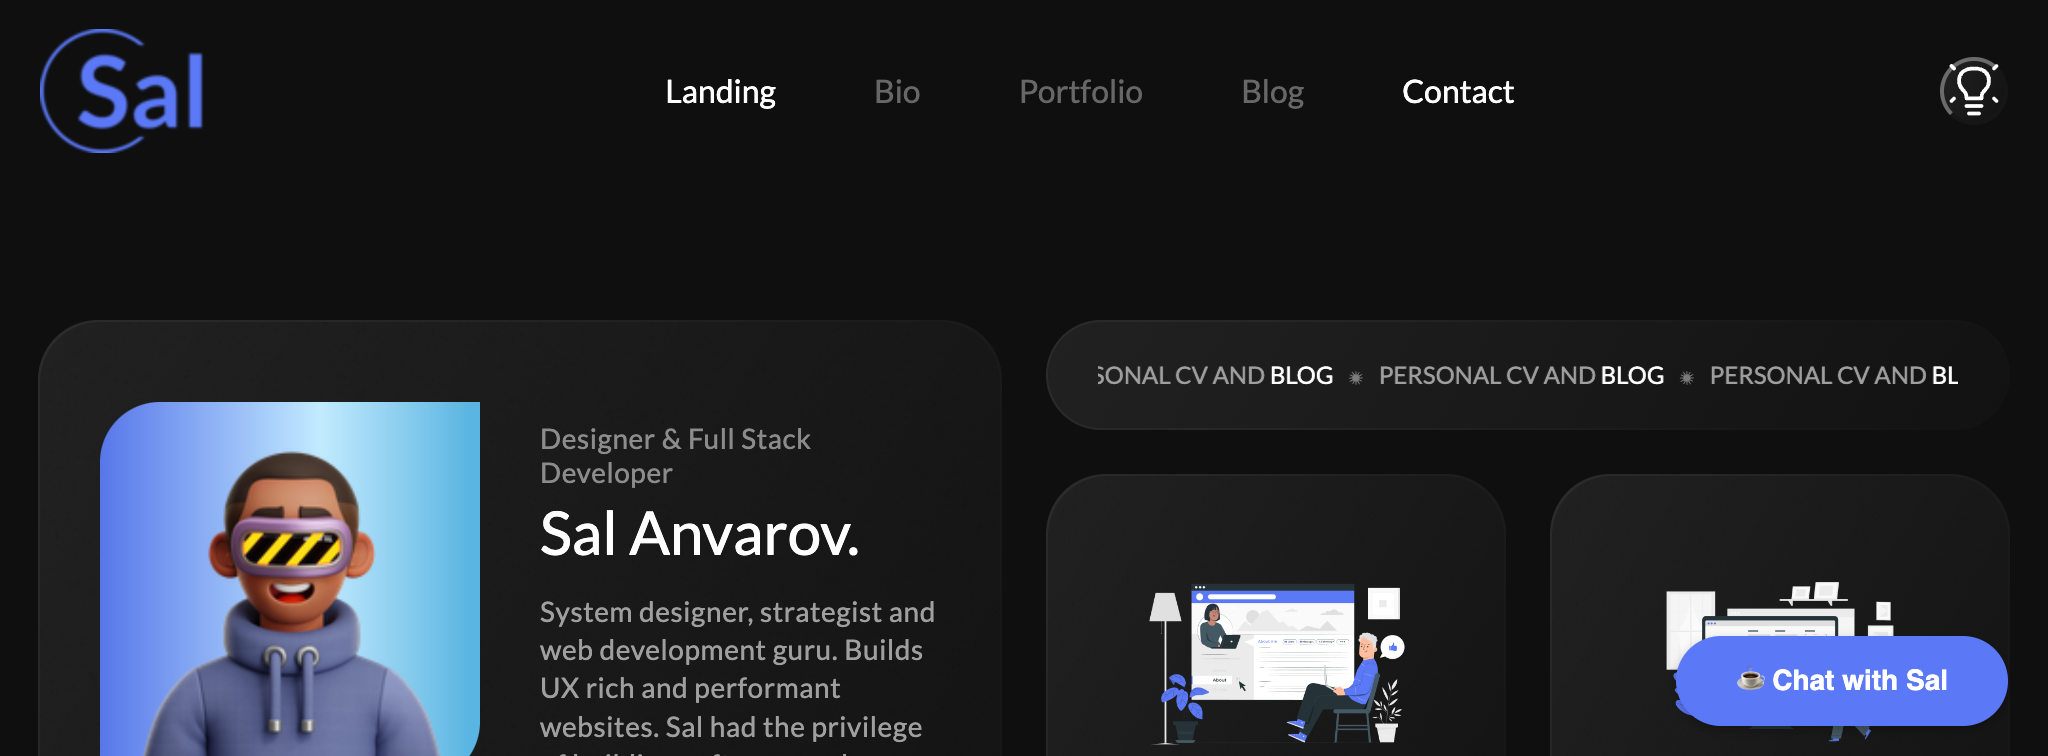 Sal
Landing
Bio
Portfolio
Blog
Contact
Designer & Full Stack
Developer
Sal Anvarov.
System designer, strategist and
web development guru. Builds
UX rich and performant
websites. Sal had the privilege
SONAL CV AND BLOG ✹ PERSONAL CV AND BLOG ✹ PERSONAL CV AND BL
About me
About
☕ Chat with Sal